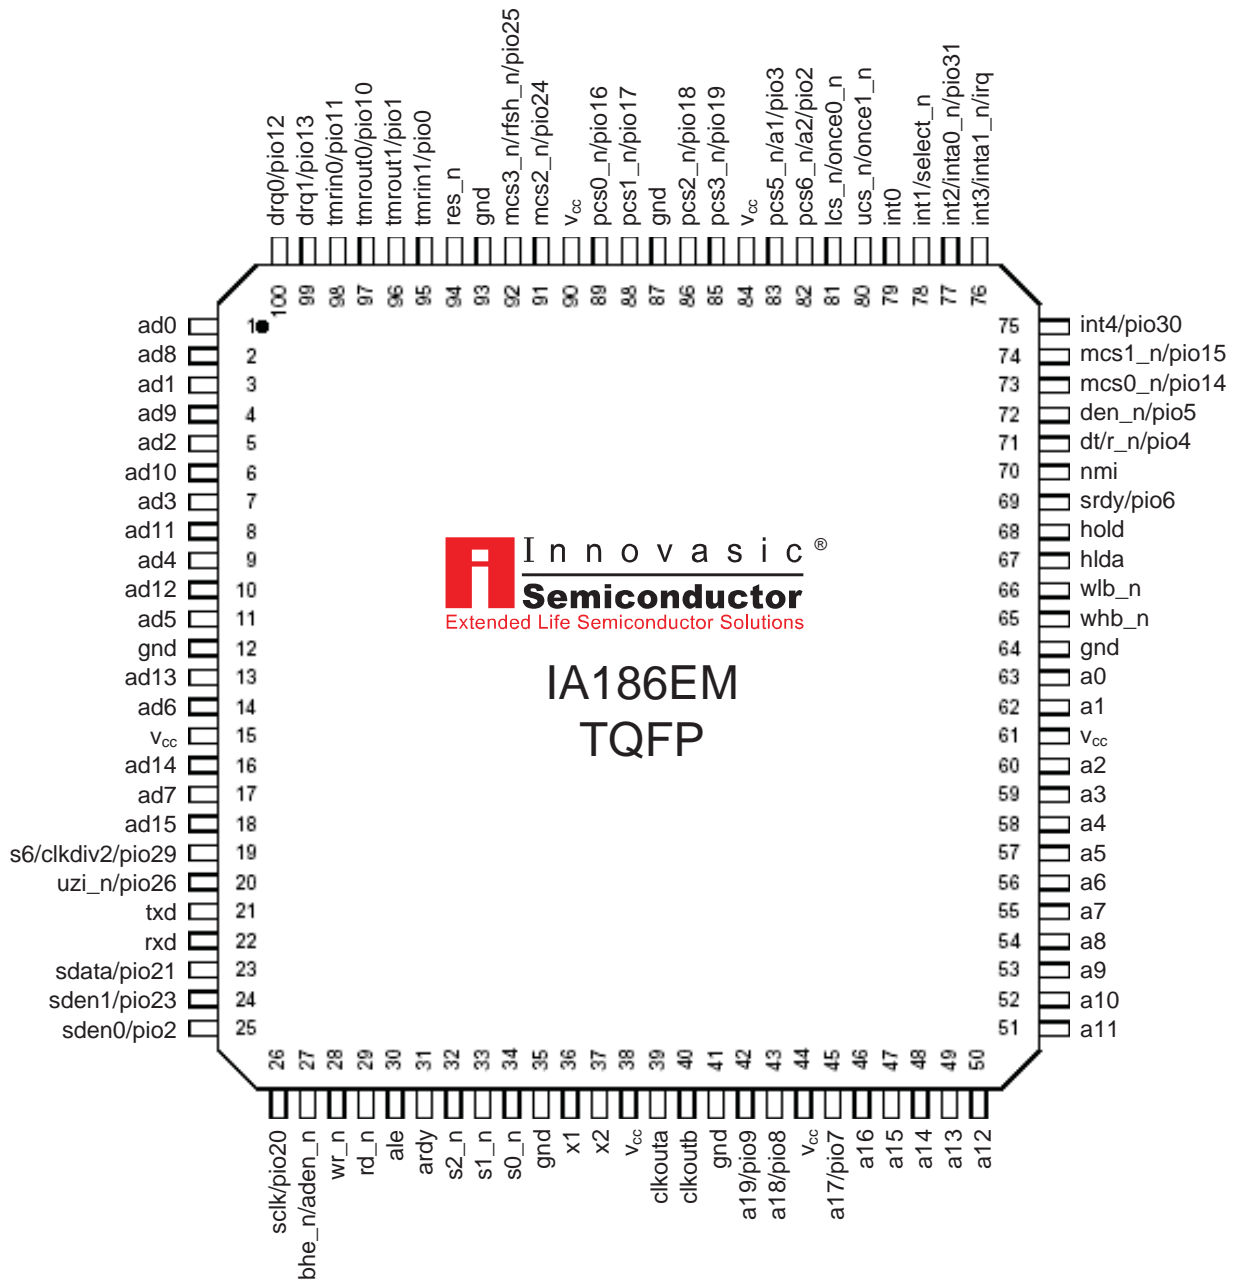 drq0/pio12
drq1/pio13
tmrin0/pio11
tmrout0/pio10
tmrout1/pio1
tmrin1/pio0
res_n
gnd
mcs3_n/rfsh_n/pio25
mcs2_n/pio24
vcc
pcs0_n/pio16
pcs1_n/pio17
gnd
pcs2_n/pio18
pcs3_n/pio19
vcc
pcs5_n/a1/pio3
pcs6_n/a2/pio2
lcs_n/once0_n
ucs_n/once1_n
int0
int1/select_n
int2/inta0_n/pio31
int3/inta1_n/irq
100 99 98 97 96 95 94 93 92 91 90 89 88 87 86 85 84 83 82 81 80 79 78 77 76
ad0 1
ad8 2
ad1 3
ad9 4
ad2 5
ad10 6
ad3 7
ad11 8
ad4 9
ad12 10
ad5 11
gnd 12
ad13 13
ad6 14
vcc 15
ad14 16
ad7 17
ad15 18
s6/clkdiv2/pio29 19
uzi_n/pio26 20
txd 21
rxd 22
sdata/pio21 23
sden1/pio23 24
sden0/pio2 25
Innovasic ®
Semiconductor
Extended Life Semiconductor Solutions
IA186EM
TQFP
75 int4/pio30
74 mcs1_n/pio15
73 mcs0_n/pio14
72 den_n/pio5
71 dt/r_n/pio4
70 nmi
69 srdy/pio6
68 hold
67 hlda
66 wlb_n
65 whb_n
64 gnd
63 a0
62 a1
61 vcc
60 a2
59 a3
58 a4
57 a5
56 a6
55 a7
54 a8
53 a9
52 a10
51 a11
26 27 28 29 30 31 32 33 34 35 36 37 38 39 40 41 42 43 44 45 46 47 48 49 50
sclk/pio20
bhe_n/aden_n
wr_n
rd_n
ale
ardy
s2_n
s1_n
s0_n
gnd
x1
x2
vcc
clkouta
clkoutb
gnd
a19/pio9
a18/pio8
vcc
a17/pio7
a16
a15
a14
a13
a12